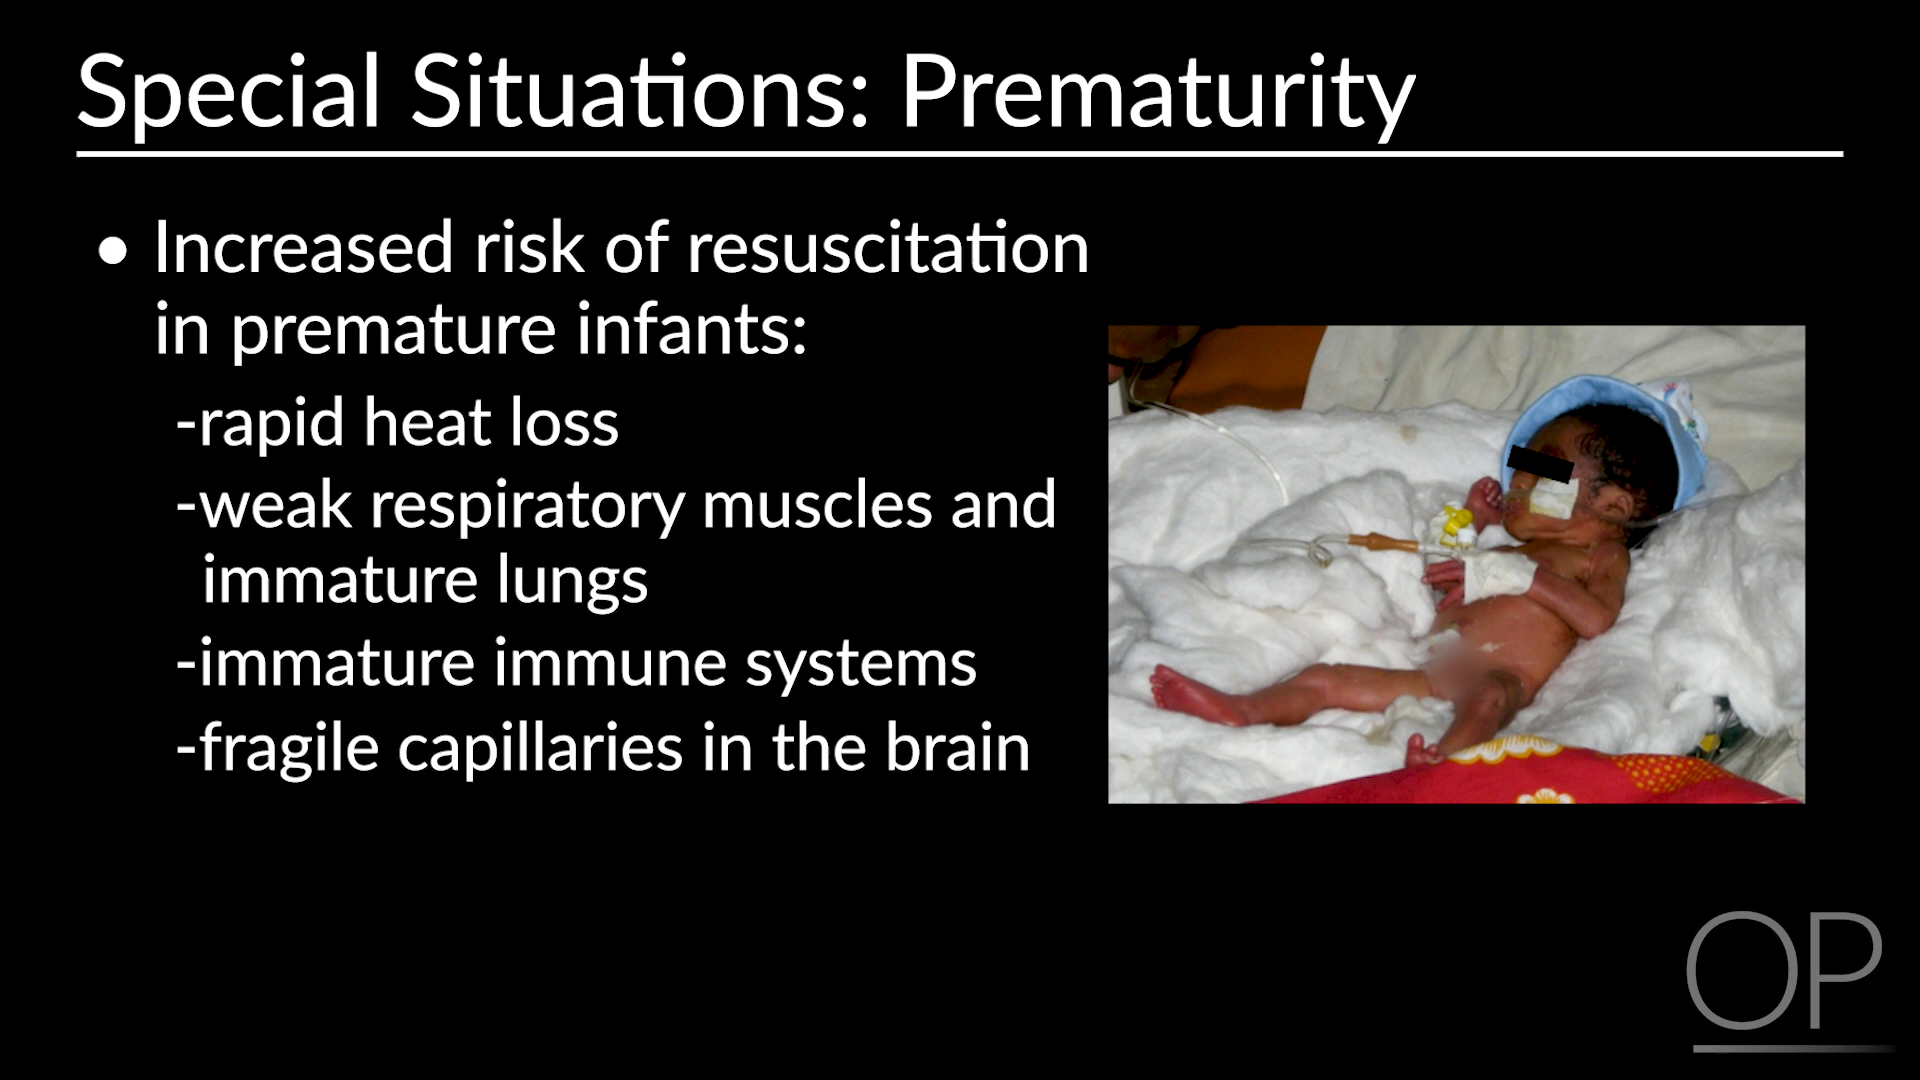 Special Situations: Prematurity
• Increased risk of resuscitation
in premature infants:
-rapid heat loss
-weak respiratory muscles and
immature lungs
-immature immune systems
-fragile capillaries in the brain
OP